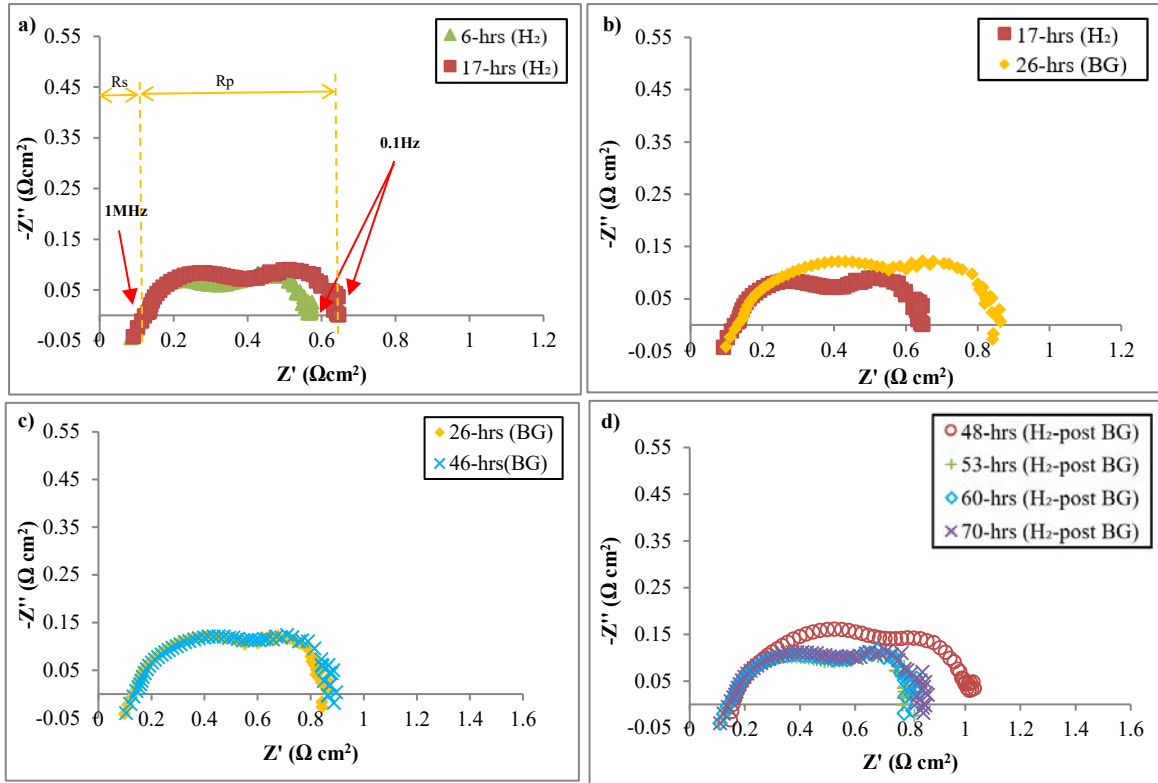 a)
0.55
0.45
0.35
0.25
0.15
0.05
-0.05
-Z'' (Ωcm²)
6-hrs (H₂)
17-hrs (H₂)
Rs
Rp
0.1Hz
1MHz
0
0.2
0.4
0.6
0.8
1
1.2
Z' (Ωcm²)
b)
0.55
0.45
0.35
0.25
0.15
0.05
-0.05
-Z'' (Ω cm²)
17-hrs (H₂)
26-hrs (BG)
0
0.2
0.4
0.6
0.8
1
1.2
Z' (Ω cm²)
c)
0.55
0.45
0.35
0.25
0.15
0.05
-0.05
-Z'' (Ω cm²)
26-hrs (BG)
46-hrs(BG)
0
0.2
0.4
0.6
0.8
1
1.2
1.4
1.6
Z' (Ω cm²)
d)
0.55
0.45
0.35
0.25
0.15
0.05
-0.05
-Z'' (Ω cm²)
48-hrs (H₂-post BG)
53-hrs (H₂-post BG)
60-hrs (H₂-post BG)
70-hrs (H₂-post BG)
0
0.2
0.4
0.6
0.8
1
1.2
1.4
1.6
Z' (Ω cm²)